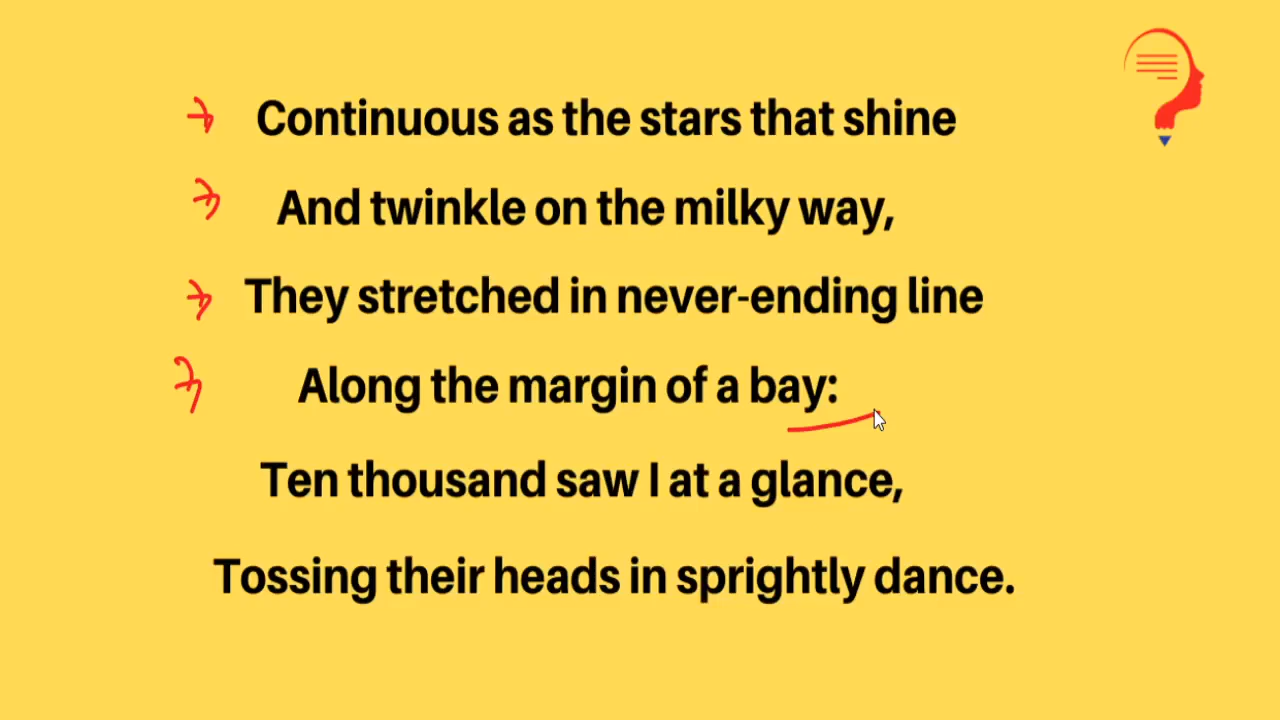 Continuous as the stars that shine
And twinkle on the milky way,
They stretched in never-ending line
Along the margin of a bay:
Ten thousand saw I at a glance,
Tossing their heads in sprightly dance.